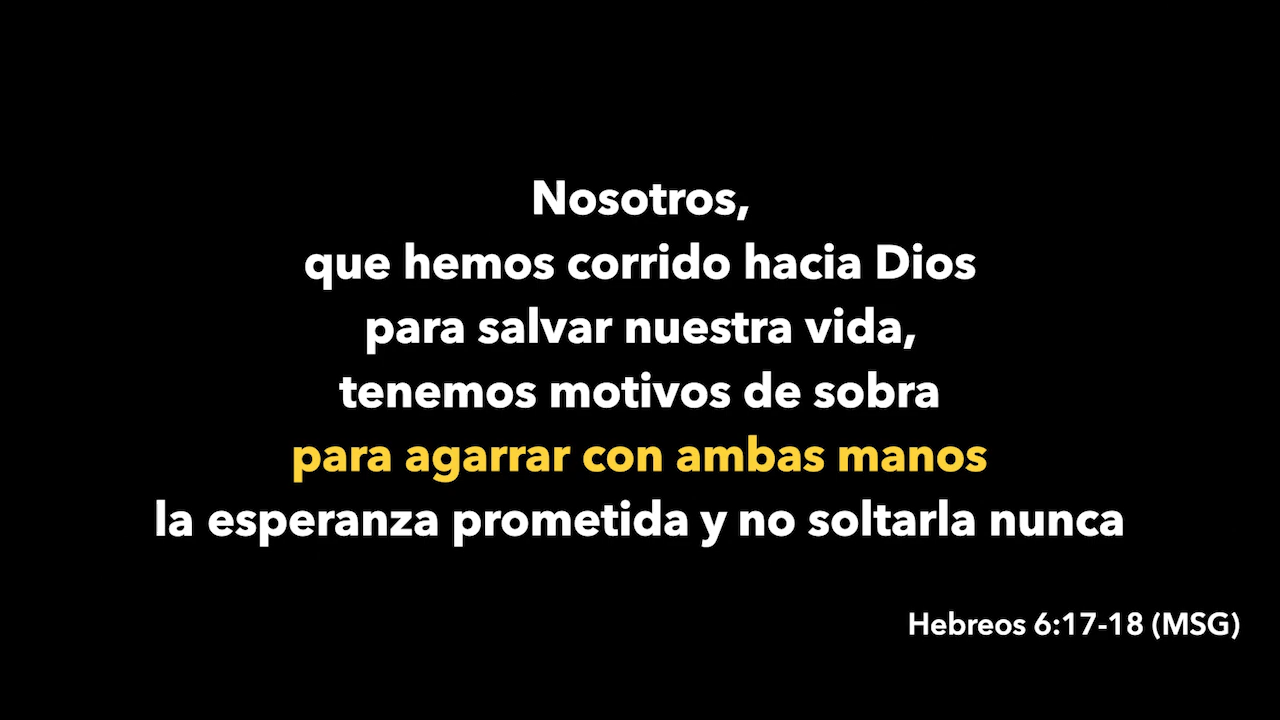 Nosotros,
que hemos corrido hacia Dios
para salvar nuestra vida,
tenemos motivos de sobra
para agarrar con ambas manos
la esperanza prometida y no soltarla nunca
Hebreos 6:17-18 (MSG)